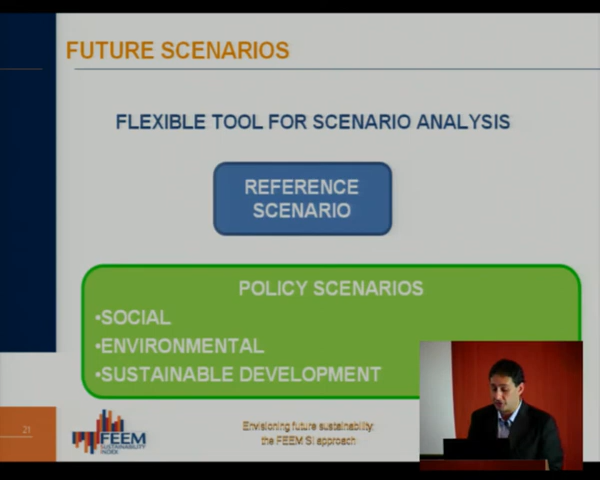 FUTURE SCENARIOS
FLEXIBLE TOOL FOR SCENARIO ANALYSIS
REFERENCE
SCENARIO
POLICY SCENARIOS
•SOCIAL
•ENVIRONMENTAL
•SUSTAINABLE DEVELOPMENT
21
FEEM
SUSTAINABILITY
INDEX
Envisioning future sustainability:
the FEEM SI approach